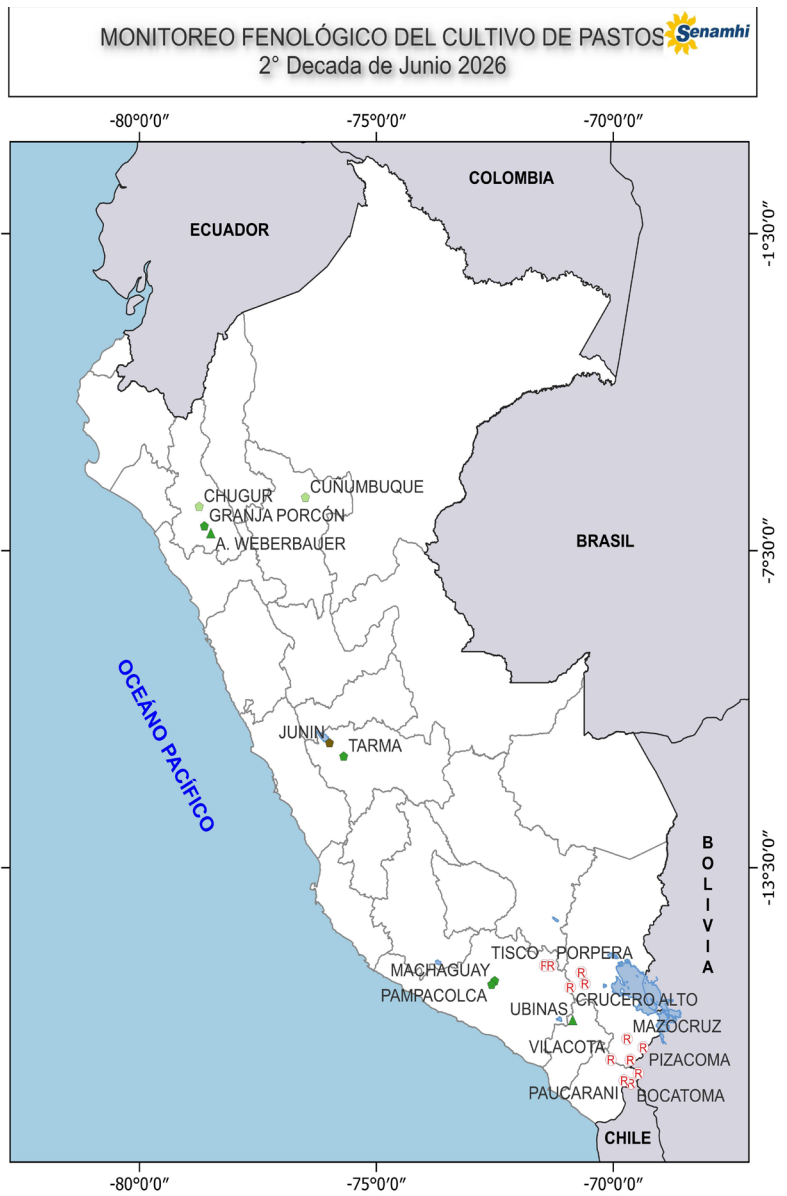 MONITOREO FENOLÓGICO DEL CULTIVO DE PASTOS
Senamhi
2° Decada de Junio 2026
-80°0'0″
-75°0'0″
-70°0'0″
COLOMBIA
ECUADOR
-1°30'0″
CUÑUMBUQUE
CHUGUR
GRANJA PORCÓN
A. WEBERBAUER
BRASIL
-7°30'0″
OCEÁNO PACÍFICO
JUNIN
TARMA
BOLIVIA
-13°30'0″
TISCO
PORPERA
FR
R
MACHAGUAY
R
R
PAMPACOLCA
CRUCERO ALTO
UBINAS
MAZOCRUZ
R
VILACOTA
R
R
R
PIZACOMA
R
PAUCARANI
R
R
BOCATOMA
CHILE
-80°0'0″
-75°0'0″
-70°0'0″